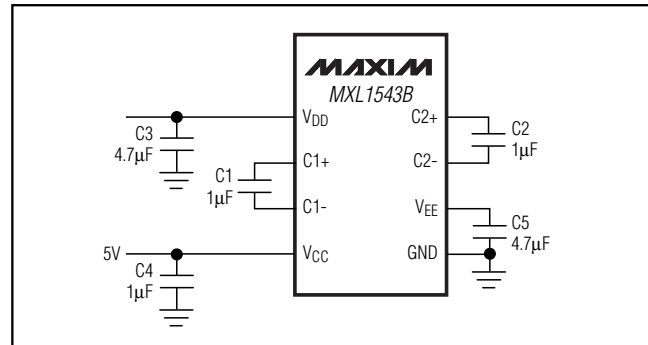 MAXIM
MXL1543B
VDD
C2+
C3
4.7µF
C2
1µF
C1+
C2-
C1
1µF
C1-
VEE
C5
4.7µF
5V
VCC
GND
C4
1µF